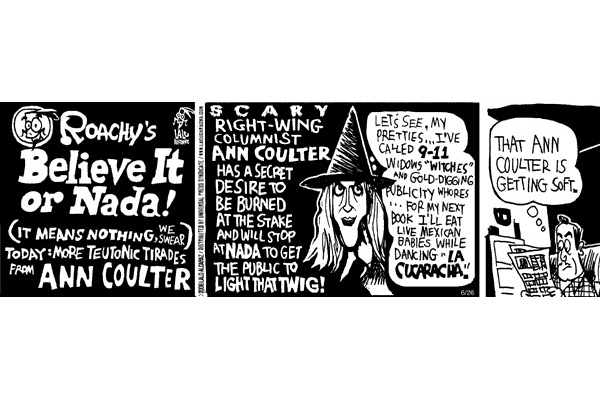 ROACHY'S
Believe It
or Nada!
(IT MEANS NOTHING, WE SWEAR)
TODAY: MORE TEUTONIC TIRADES
FROM ANN COULTER
SCARY
RIGHT-WING
COLUMNIST
ANN COULTER
HAS A SECRET
DESIRE TO
BE BURNED
AT THE STAKE
AND WILL STOP
AT NADA TO GET
THE PUBLIC TO
LIGHT THAT TWIG!
LET'S SEE, MY
PRETTIES...I'VE
CALLED 9-11
WIDOWS "WITCHES"
AND GOLD-DIGGING
PUBLICITY WHORES
...FOR MY NEXT
BOOK I'LL EAT
LIVE MEXICAN
BABIES WHILE
DANCING "LA
CUCARACHA."
6/26
THAT ANN
COULTER IS
GETTING SOFT.